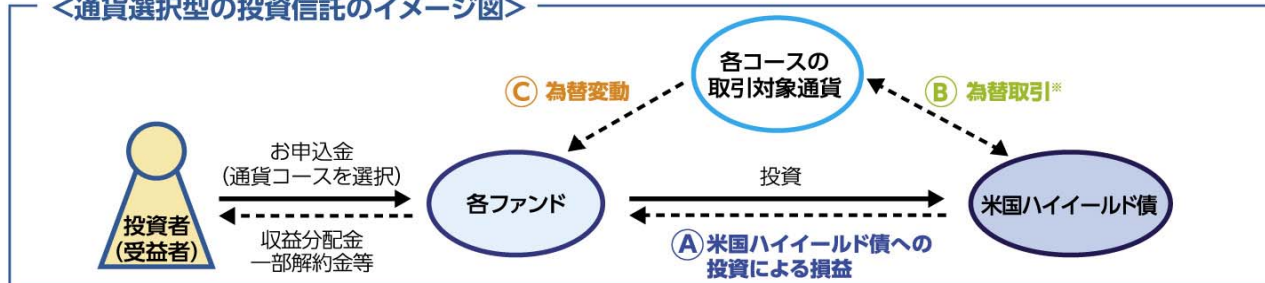 <通貨選択型の投資信託のイメージ図>
各コースの
取引対象通貨
Ⓒ 為替変動
Ⓑ 為替取引※
お申込金
(通貨コースを選択)
投資
投資者
(受益者)
各ファンド
米国ハイイールド債
収益分配金
一部解約金等
Ⓐ 米国ハイイールド債への
投資による損益